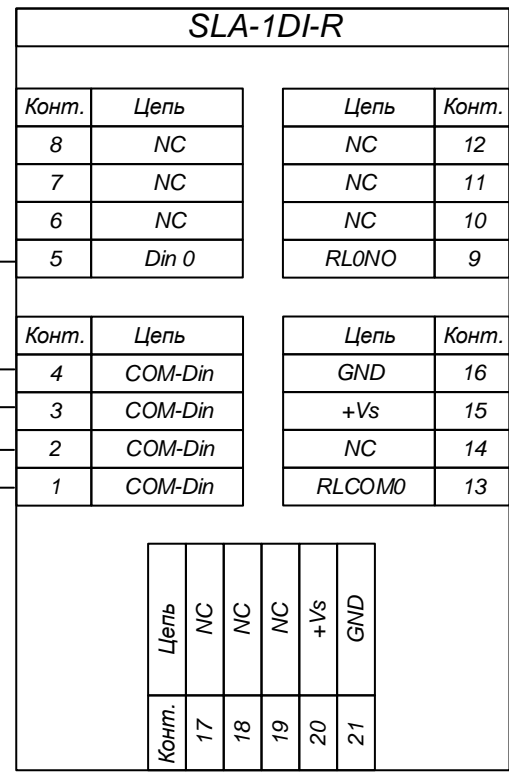 SLA-1DI-R
Конт. Цепь
8 NC
7 NC
6 NC
5 Din 0
Цепь Конт.
NC 12
NC 11
NC 10
RL0NO 9
Конт. Цепь
4 COM-Din
3 COM-Din
2 COM-Din
1 COM-Din
Цепь Конт.
GND 16
+Vs 15
NC 14
RLCOM0 13
Цепь NC NC NC +Vs GND
Конт. 17 18 19 20 21